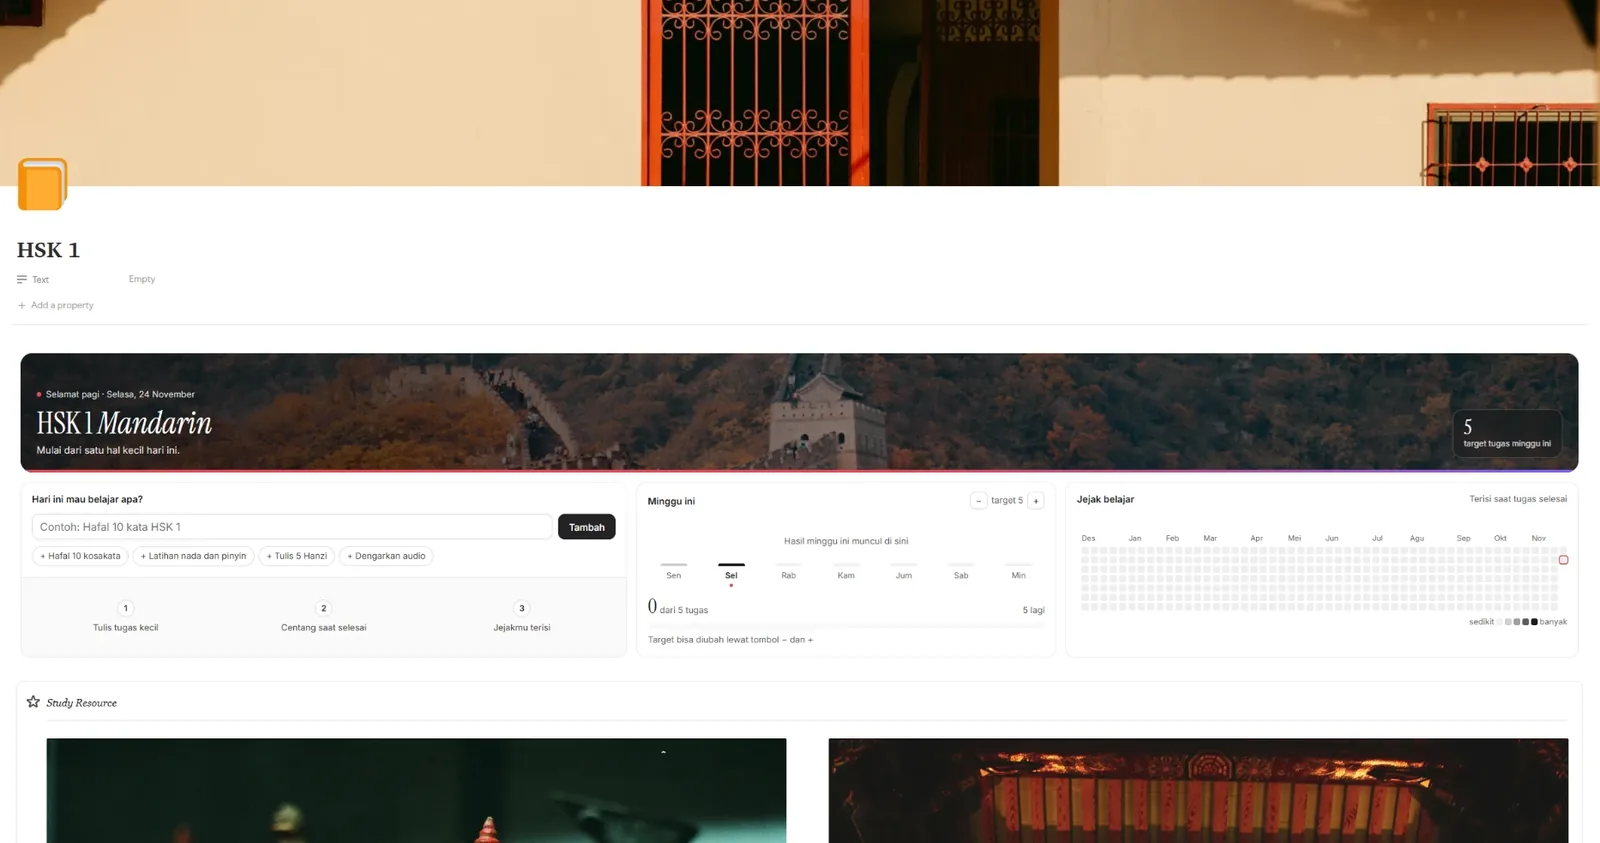 HSK 1
Text Empty
+ Add a property
Selamat pagi · Selasa, 24 November
HSK 1 Mandarin
Mulai dari satu hal kecil hari ini.
5
target tugas minggu ini
Hari ini mau belajar apa?
Contoh: Hafal 10 kata HSK 1
Tambah
+ Hafal 10 kosakata + Latihan nada dan pinyin + Tulis 5 Hanzi + Dengarkan audio
1 2 3
Tulis tugas kecil Centang saat selesai Jejakmu terisi
Minggu ini − target 5 +
Hasil minggu ini muncul di sini
Sen Sel Rab Kam Jum Sab Min
0 dari 5 tugas 5 lagi
Target bisa diubah lewat tombol − dan +
Jejak belajar Terisi saat tugas selesai
Des Jan Feb Mar Apr Mei Jun Jul Agu Sep Okt Nov
sedikit banyak
Study Resource